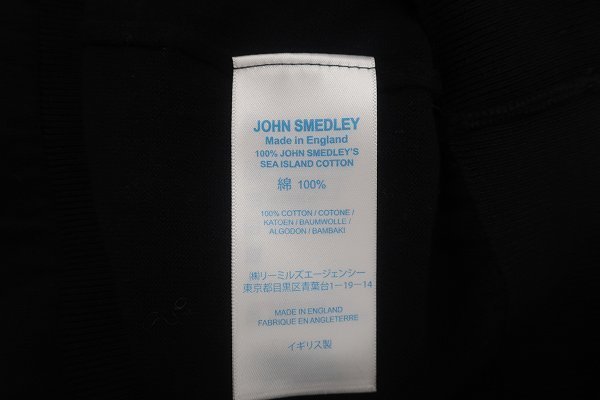 JOHN SMEDLEY
Made in England
100% JOHN SMEDLEY'S
SEA ISLAND COTTON
綿 100%
100% COTTON / COTONE /
KATOEN / BAUMWOLLE /
ALGODON / BAMBAKI
㈱リーミルズエージェンシー
東京都目黒区青葉台1-19-14
MADE IN ENGLAND
FABRIQUE EN ANGLETERRE
イギリス製